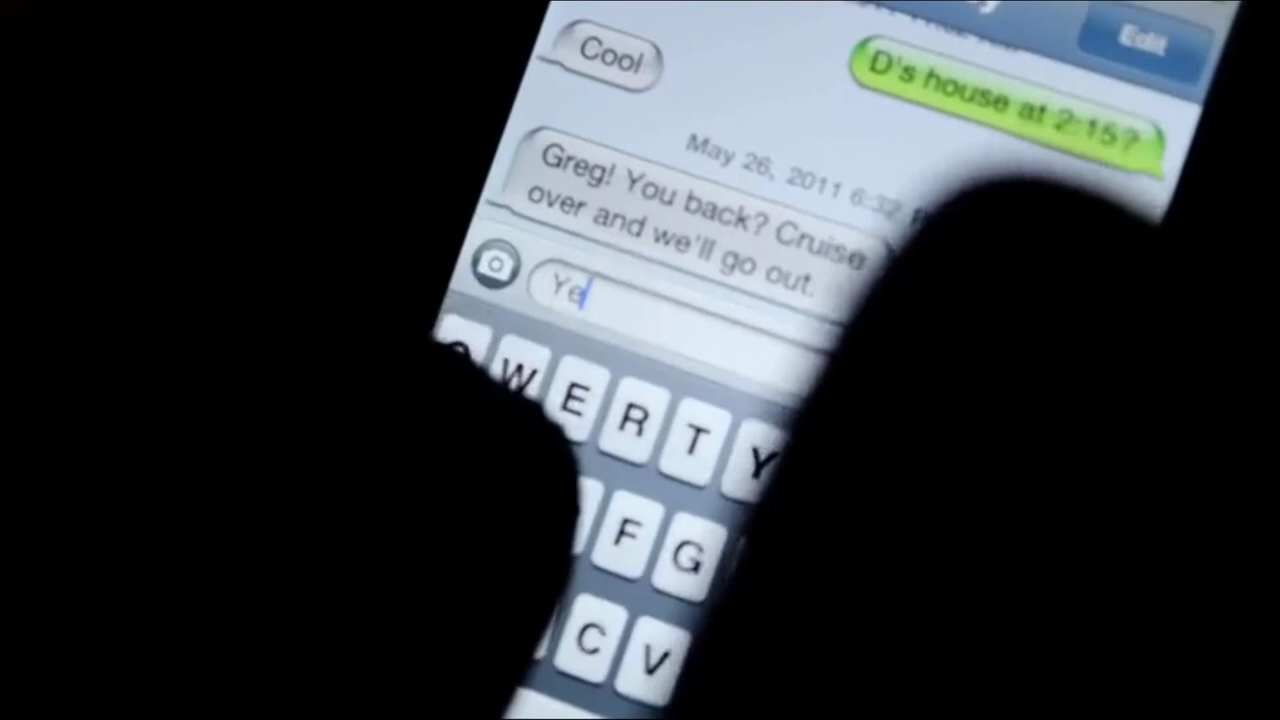 Edit
Cool
D's house at 2:15?
May 26, 2011 6:32
Greg! You back? Cruise
over and we'll go out.
Ye
W E R T Y
F G
C V